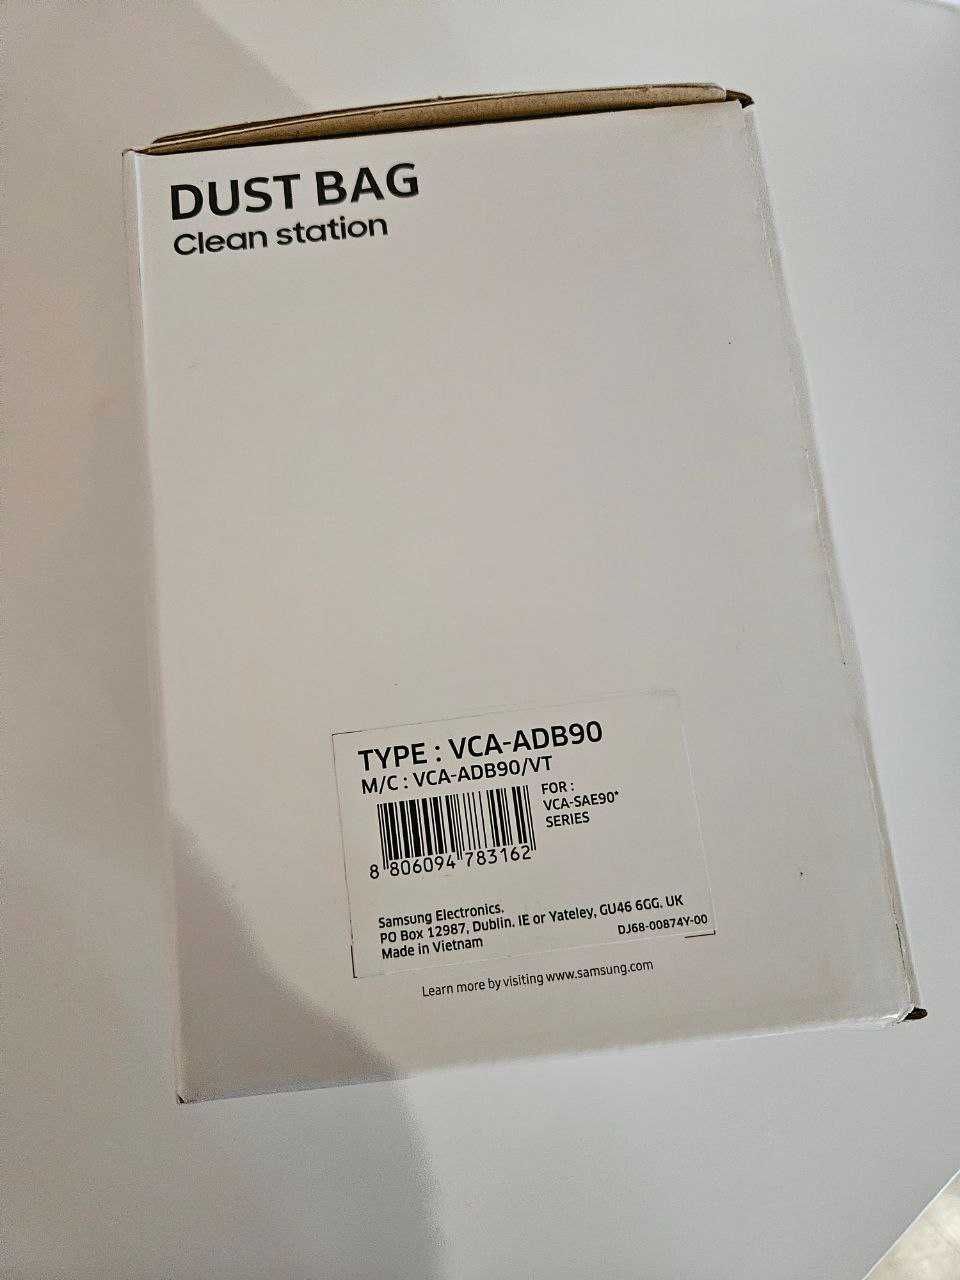 DUST BAG
Clean station
TYPE : VCA-ADB90
M/C : VCA-ADB90/VT
FOR :
VCA-SAE90*
SERIES
8 806094 783162
Samsung Electronics.
PO Box 12987, Dublin. IE or Yateley, GU46 6GG. UK
Made in Vietnam
DJ68-00874Y-00
Learn more by visiting www.samsung.com